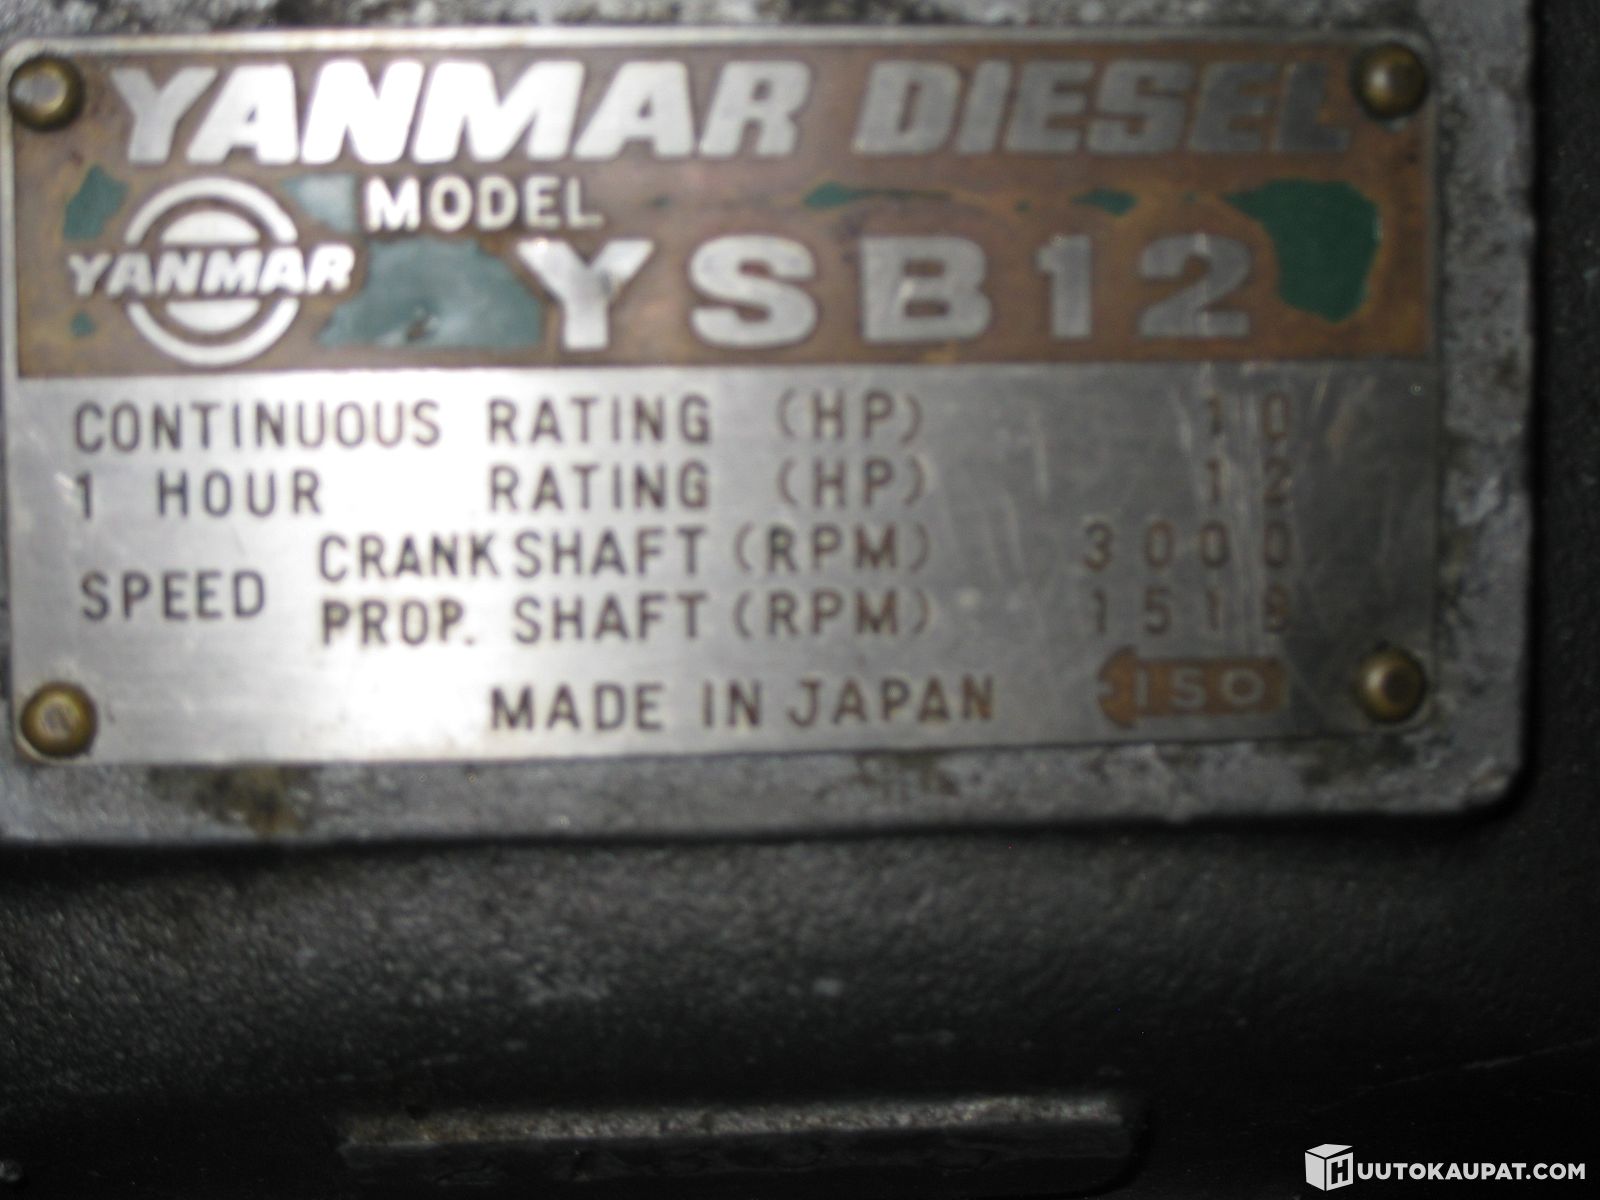 YANMAR DIESEL
MODEL
YANMAR
YSB12
CONTINUOUS RATING (HP) 10
1 HOUR RATING (HP) 12
SPEED
CRANKSHAFT (RPM) 3000
PROP. SHAFT (RPM)
MADE IN JAPAN ISO
HUUTOKAUPAT.COM